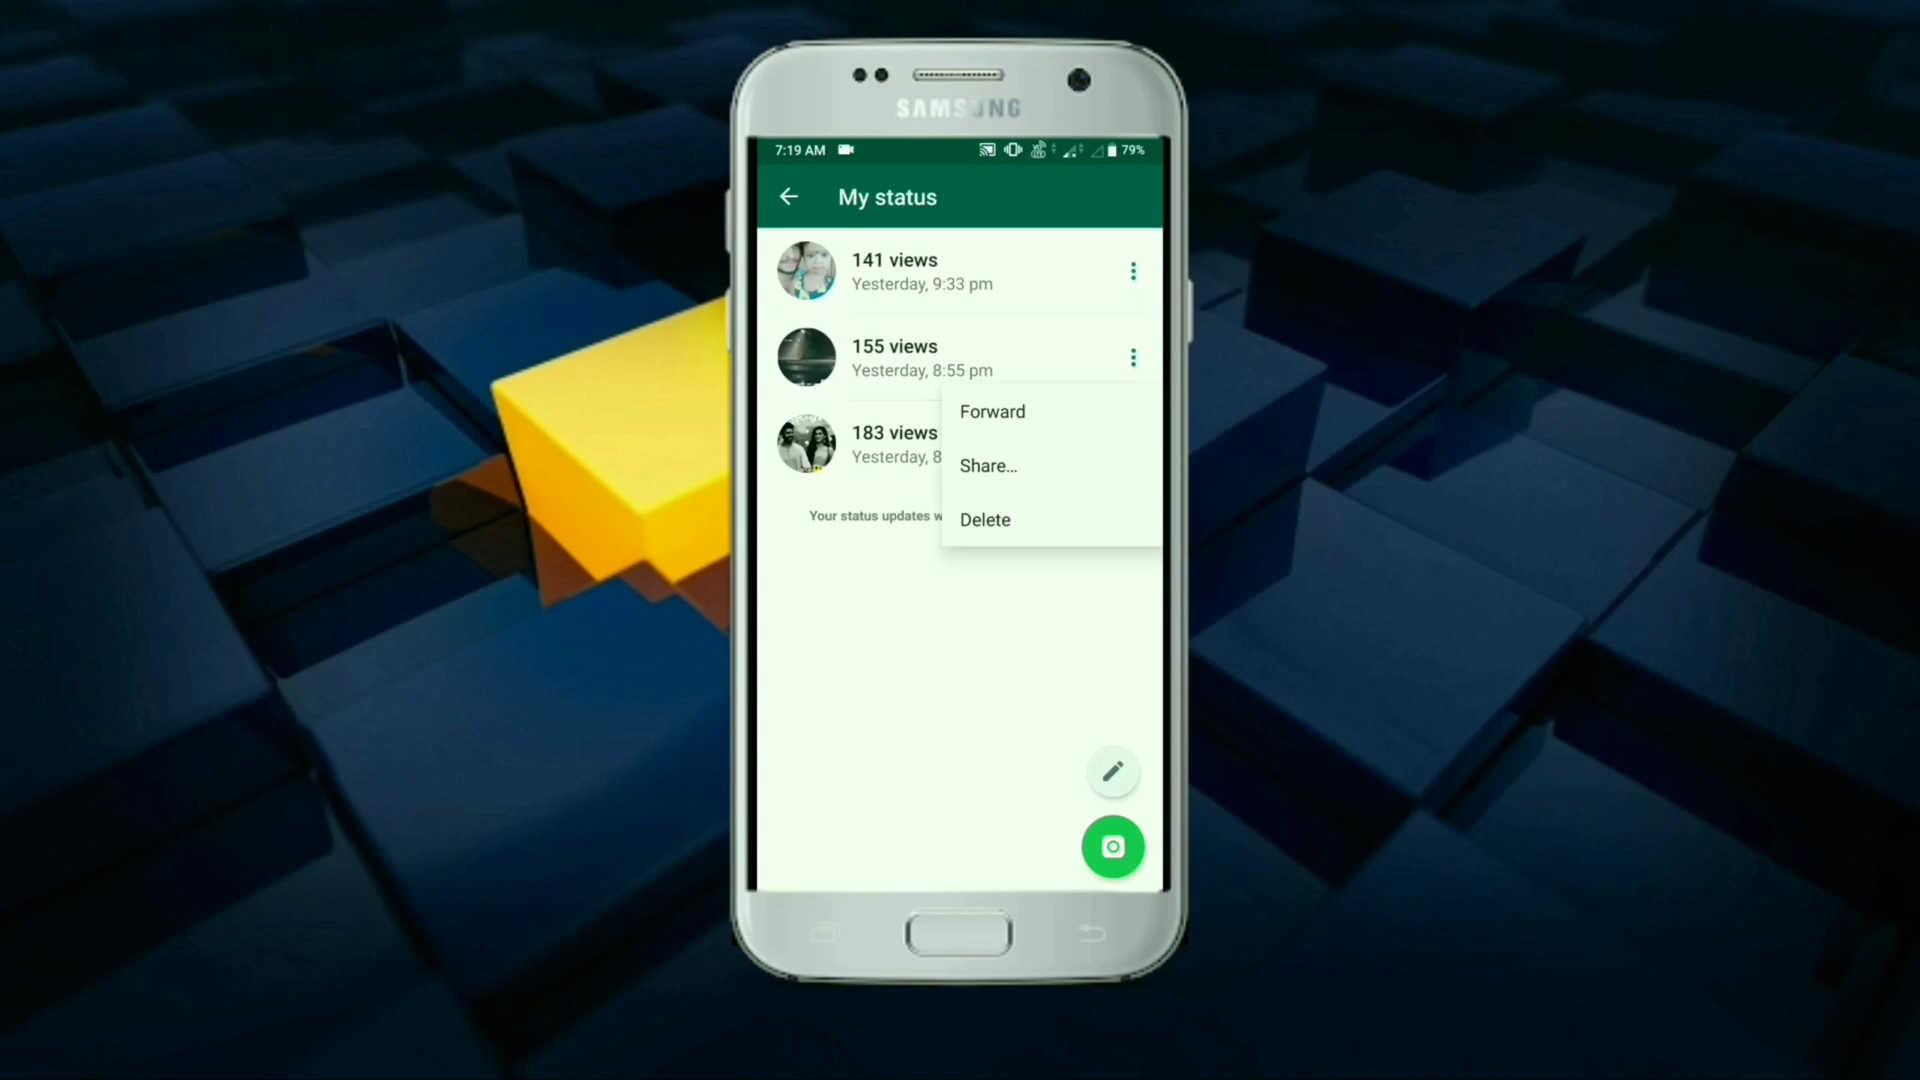 SAMSUNG
7:19 AM
79%
My status
141 views
Yesterday, 9:33 pm
155 views
Yesterday, 8:55 pm
Forward
183 views
Yesterday, 8
Share...
Your status updates w
Delete